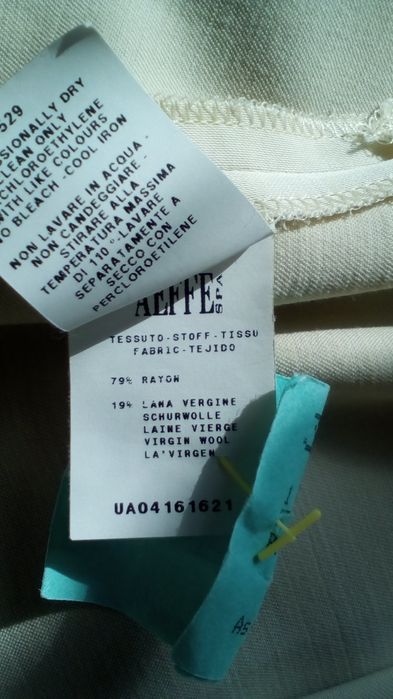 529
SSIONALLY DRY
CLEAN ONLY
CHLOROETHYLENE
WITH LIKE COLOURS
NO BLEACH-COOL IRON
NON LAVARE IN ACQUA-
NON CANDEGGIARE-
STIRARE ALLA
TEMPERATURA MASSIMA
DI 110°-LAVARE
SEPARATAMENTE A
SECCO CON
PERCLOROETILENE
AEFFE SPA
TESSUTO-STOFF-TISSU
FABRIC-TEJIDO
79% RAYON
19% LANA VERGINE
SCHURWOLLE
LAINE VIERGE
VIRGIN WOOL
LA'VIRGEN
UA04161621
As